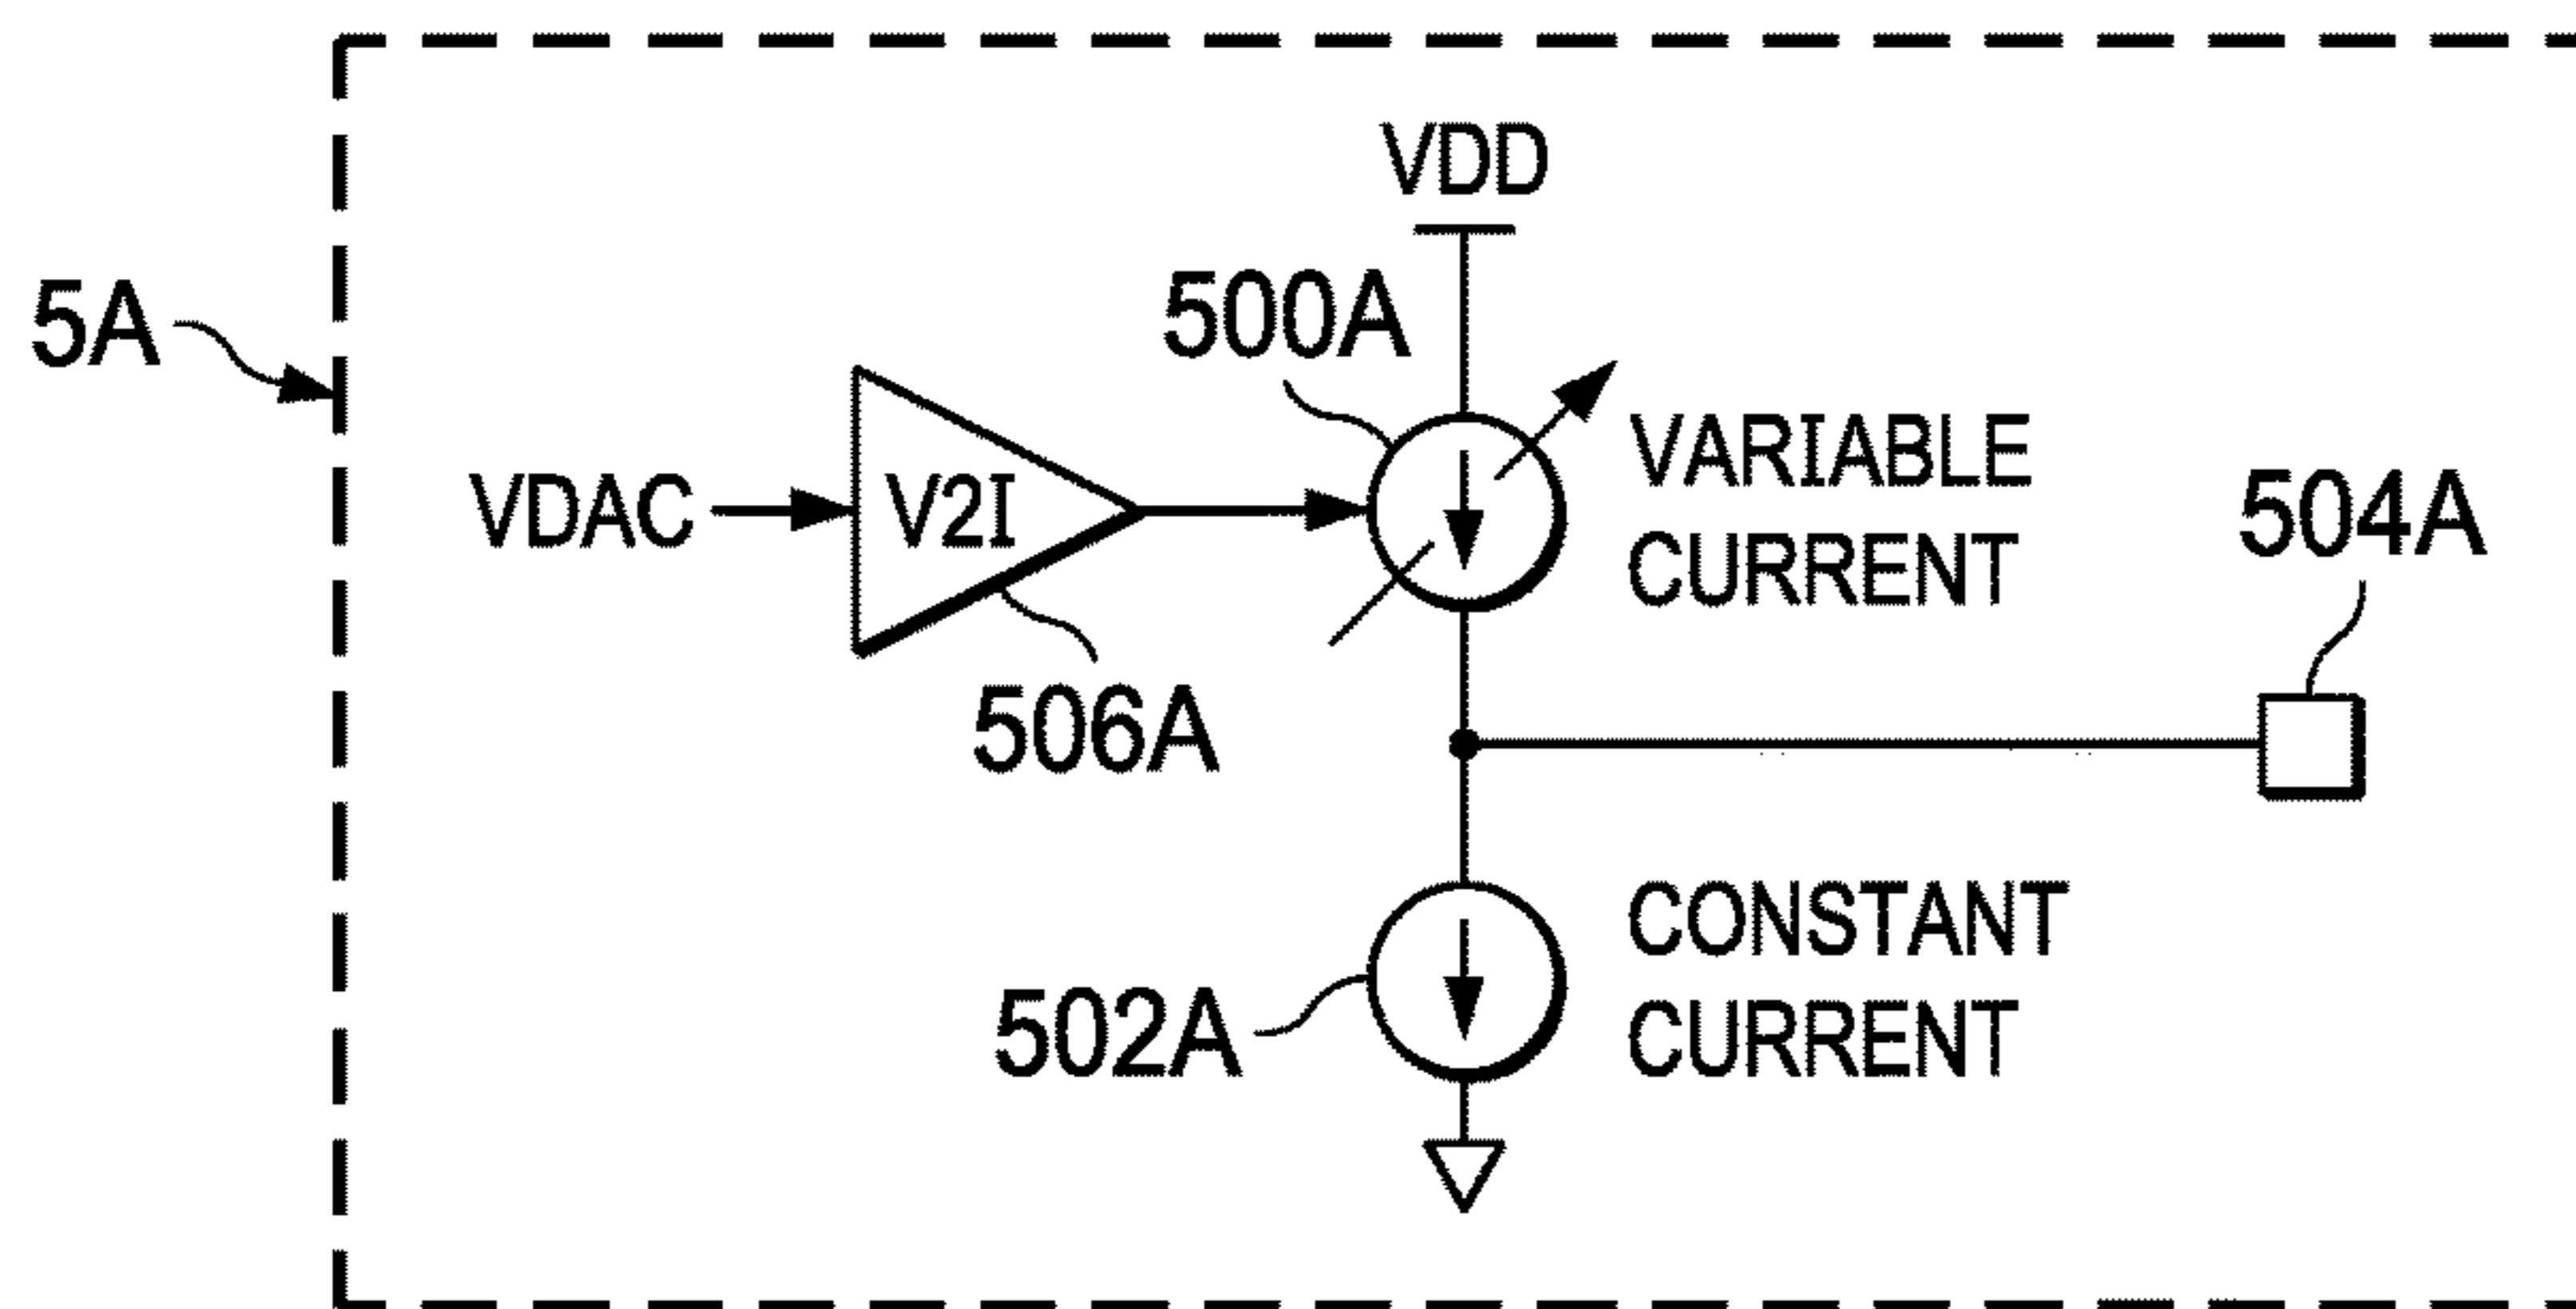 VDD
500A
5A
VARIABLE
CURRENT
VDAC
V2I
504A
506A
CONSTANT
CURRENT
502A